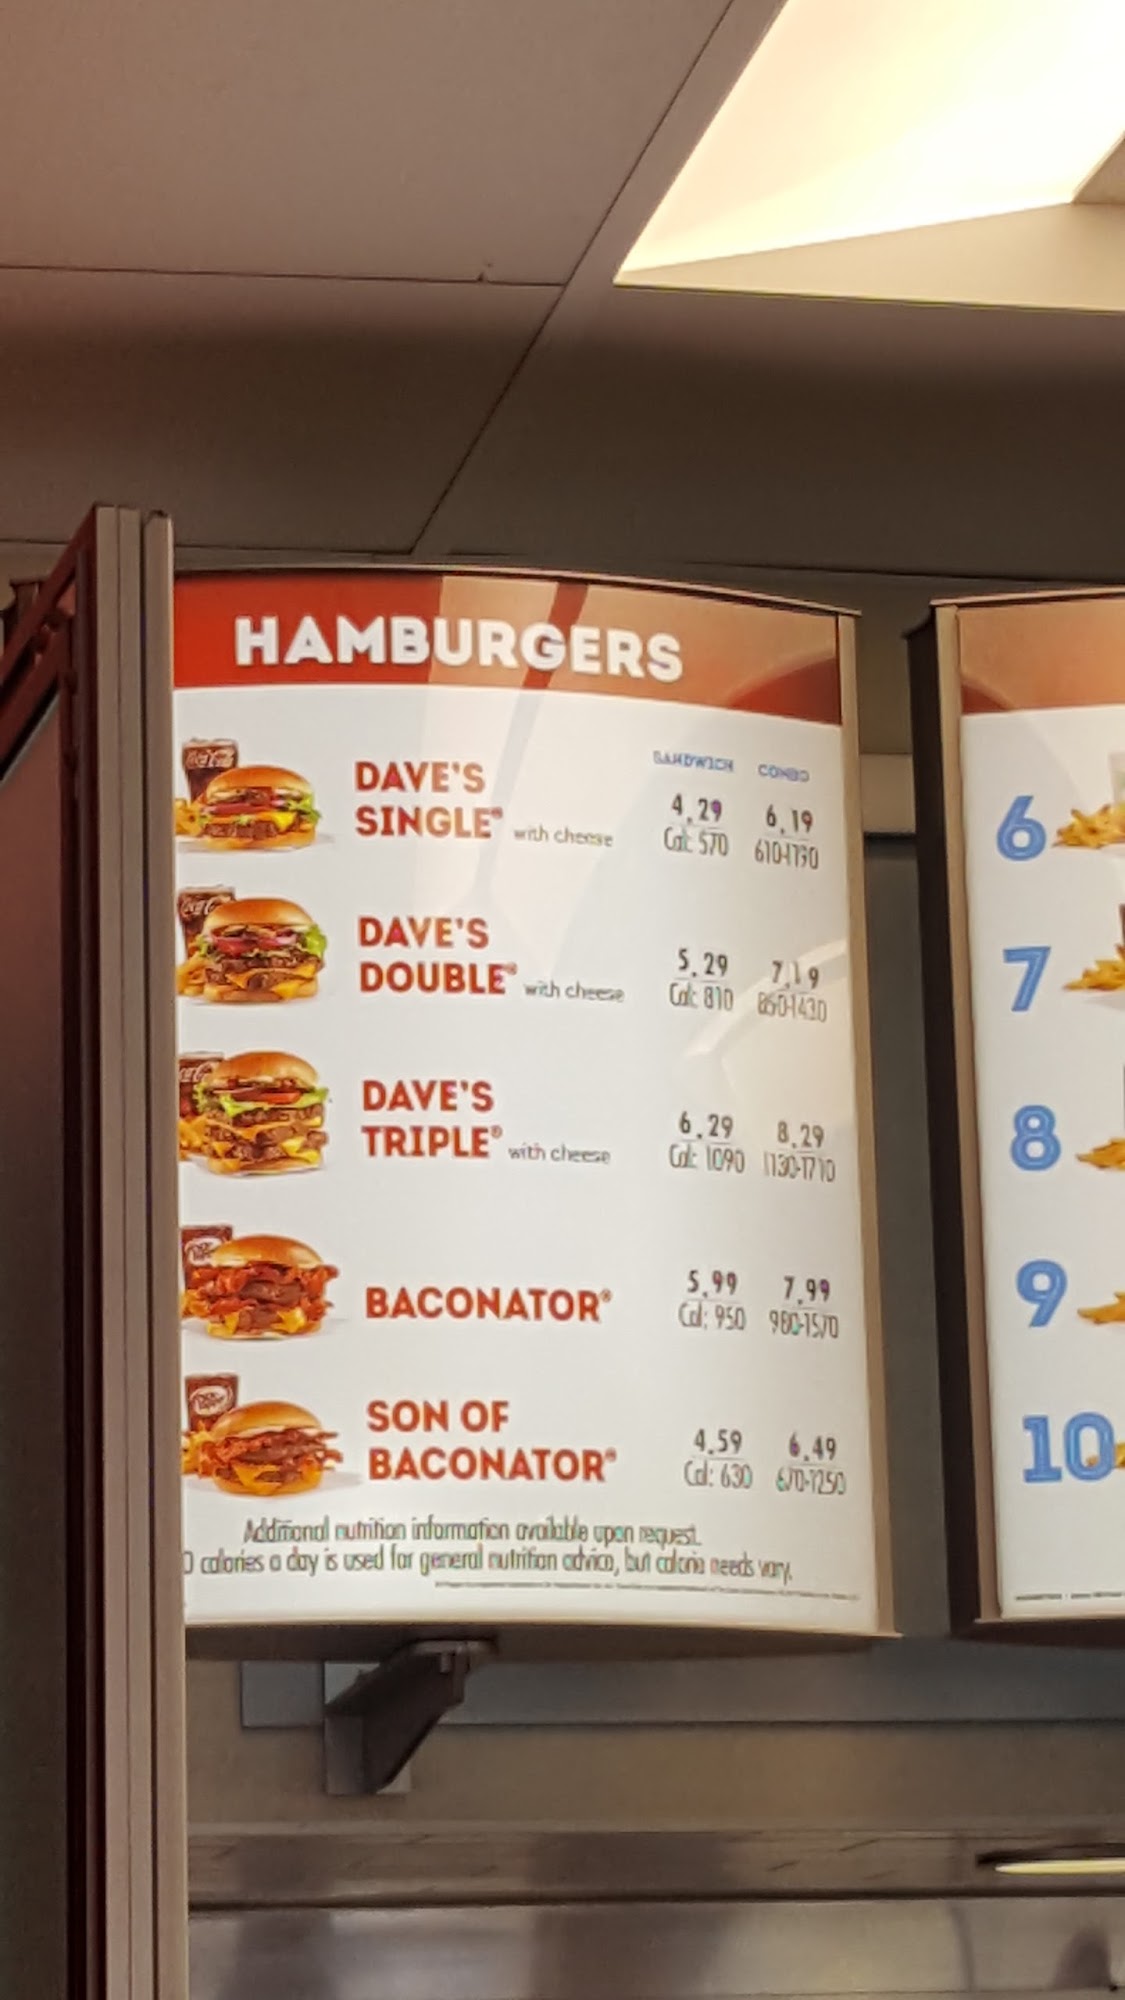 HAMBURGERS
SANDWICH COMBO
DAVE'S
SINGLE® with cheese
4.29 6.19
Cal: 570 610-1190
DAVE'S
DOUBLE® with cheese
5.29 7.19
Cal: 810 850-1430
DAVE'S
TRIPLE® with cheese
6.29 8.29
Cal: 1090 1130-1710
BACONATOR®
5.99 7.99
Cal: 950 980-1570
SON OF
BACONATOR®
4.59 6.49
Cal: 630 670-1250
Additional nutrition information available upon request.
0 calories a day is used for general nutrition advice, but calorie needs vary.
6
7
8
9
10